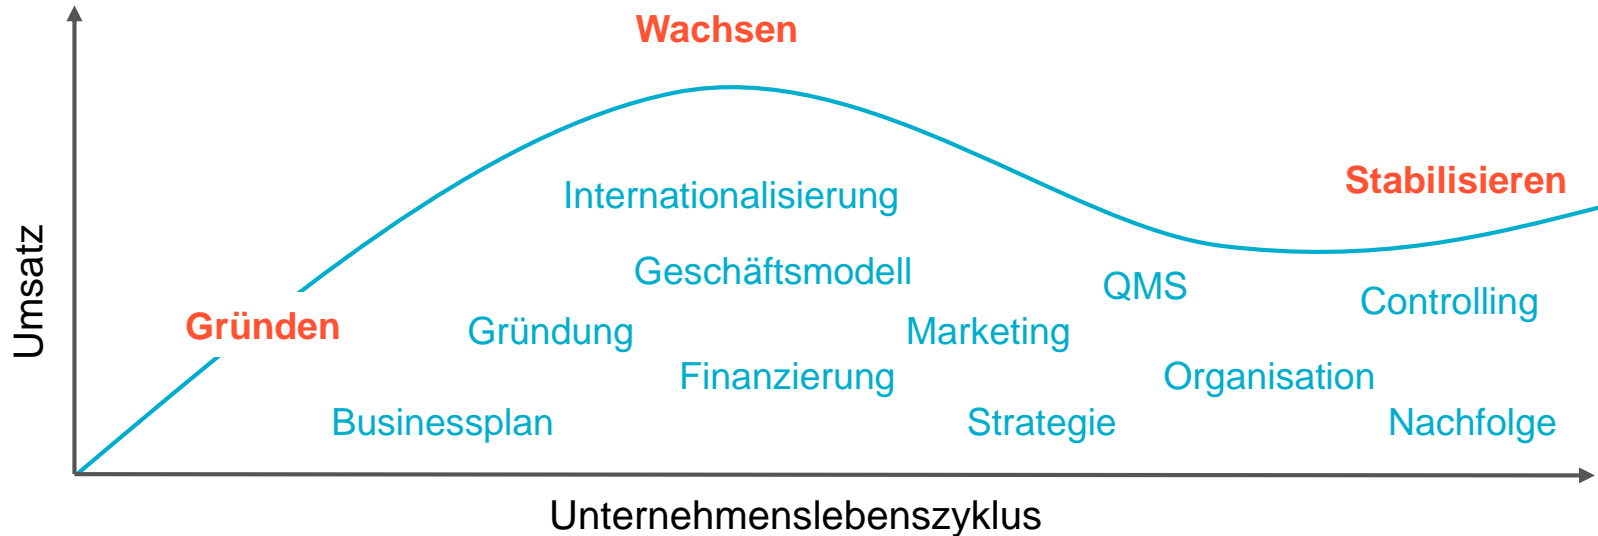 Wachsen
Stabilisieren
Internationalisierung
Geschäftsmodell
QMS
Controlling
Umsatz
Gründen
Gründung
Marketing
Finanzierung
Organisation
Businessplan
Strategie
Nachfolge
Unternehmenslebenszyklus